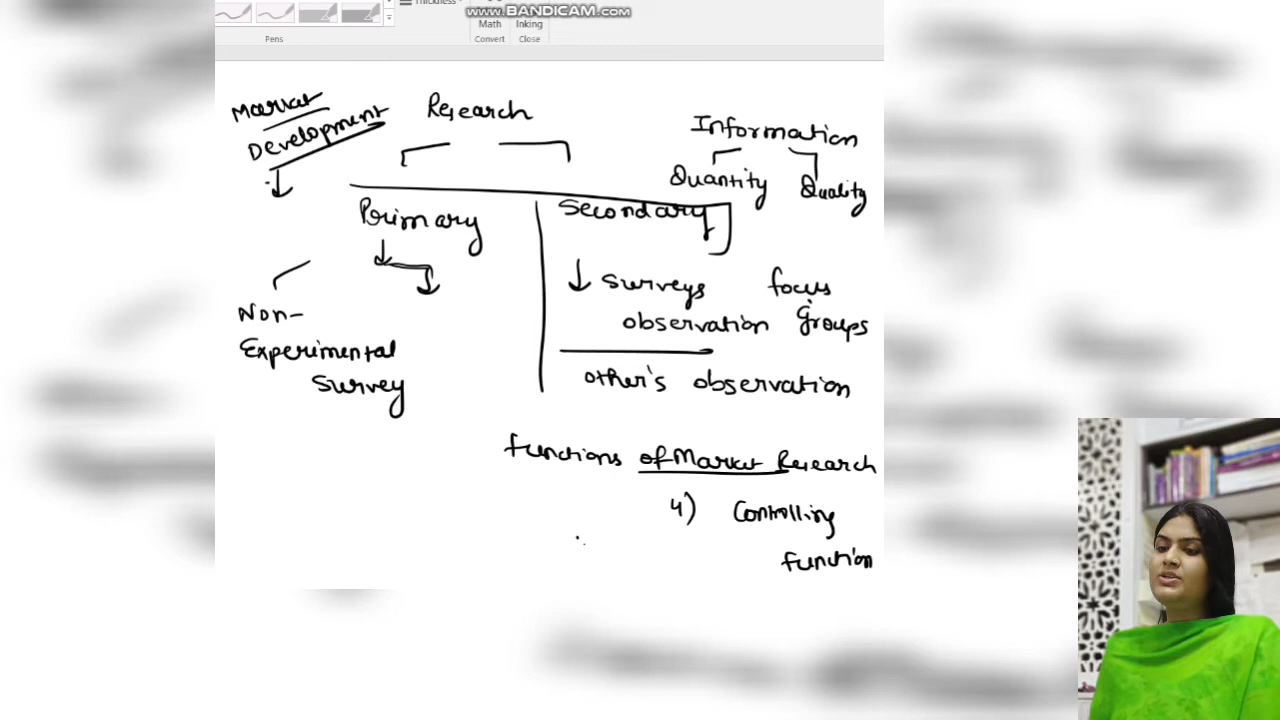 Thickness
www.BANDICAM.com
Math
Convert
Inking
Close
Pens
Market
Development
Research
Information
Quantity
Quality
Primary
Secondary
surveys
focus
groups
observation
Non-
Experimental
Survey
other's observation
functions of Market Research
4) Controlling
function